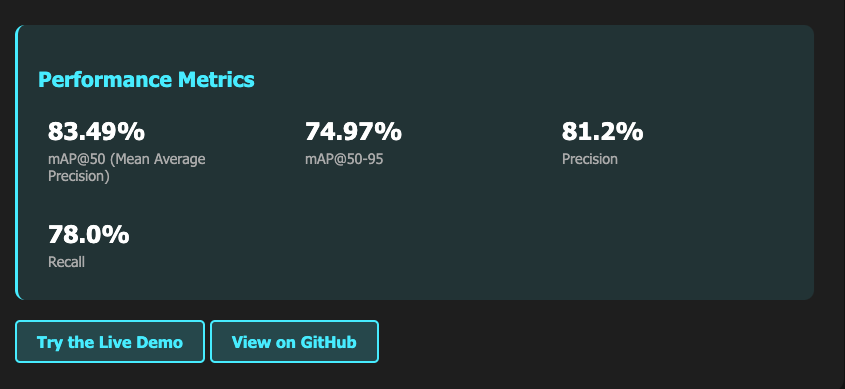 Performance Metrics
83.49% 74.97% 81.2%
mAP@50 (Mean Average mAP@50-95 Precision
Precision)
78.0%
Recall
Try the Live Demo View on GitHub